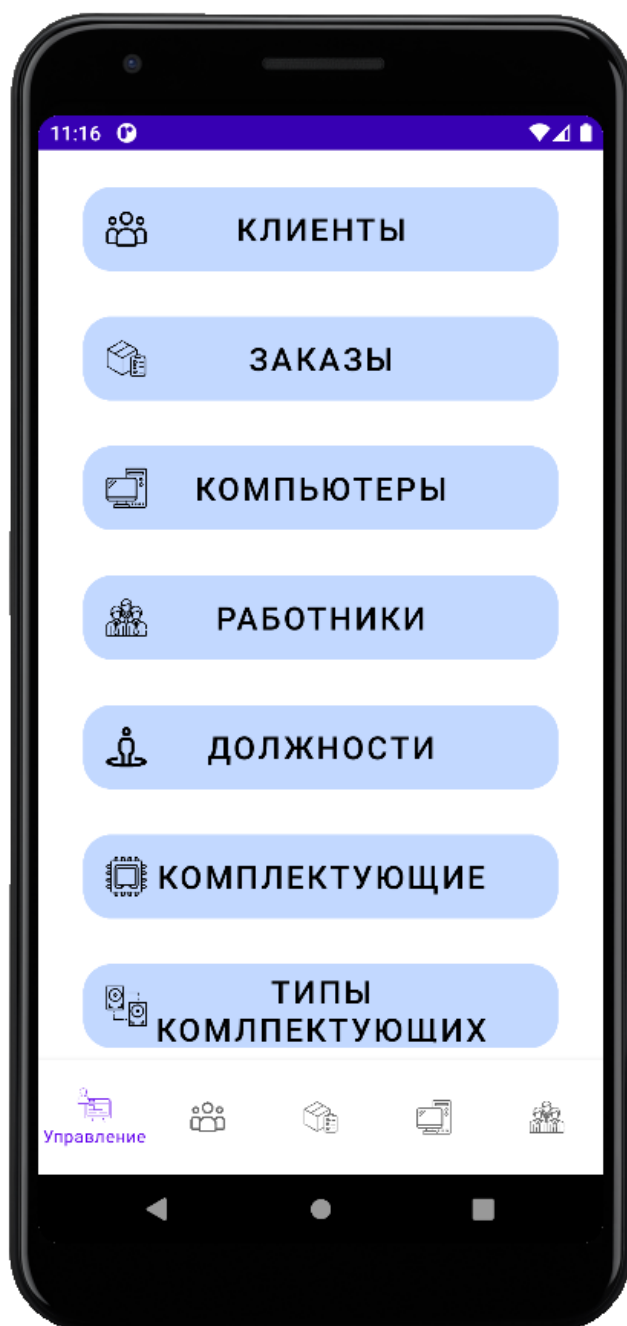 11:16
КЛИЕНТЫ
ЗАКАЗЫ
КОМПЬЮТЕРЫ
РАБОТНИКИ
ДОЛЖНОСТИ
КОМПЛЕКТУЮЩИЕ
ТИПЫ
КОМЛПЕКТУЮЩИХ
Управление